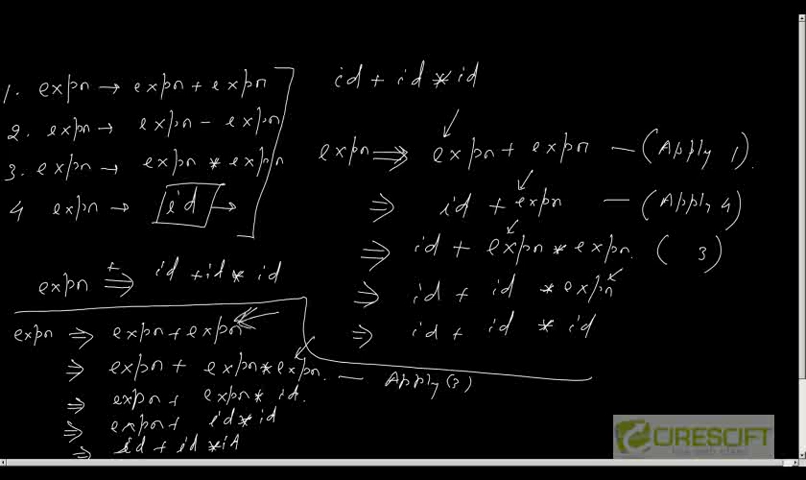 1. expn → expn + expn
2. expn → expn - expn
3. expn → expn * expn
4 expn → id →
expn ⇒+ id + id * id
id + id * id
expn ⇒ expn + expn — (Apply 1)
⇒ id + expn — (Apply 4)
⇒ id + expn * expn. ( 3)
⇒ id + id * expn
⇒ id + id * id
expn ⇒ expn + expn
⇒ expn + expn * expn. — Apply (3)
⇒ expn + expn * id.
⇒ expn + id * id
⇒ id + id * id